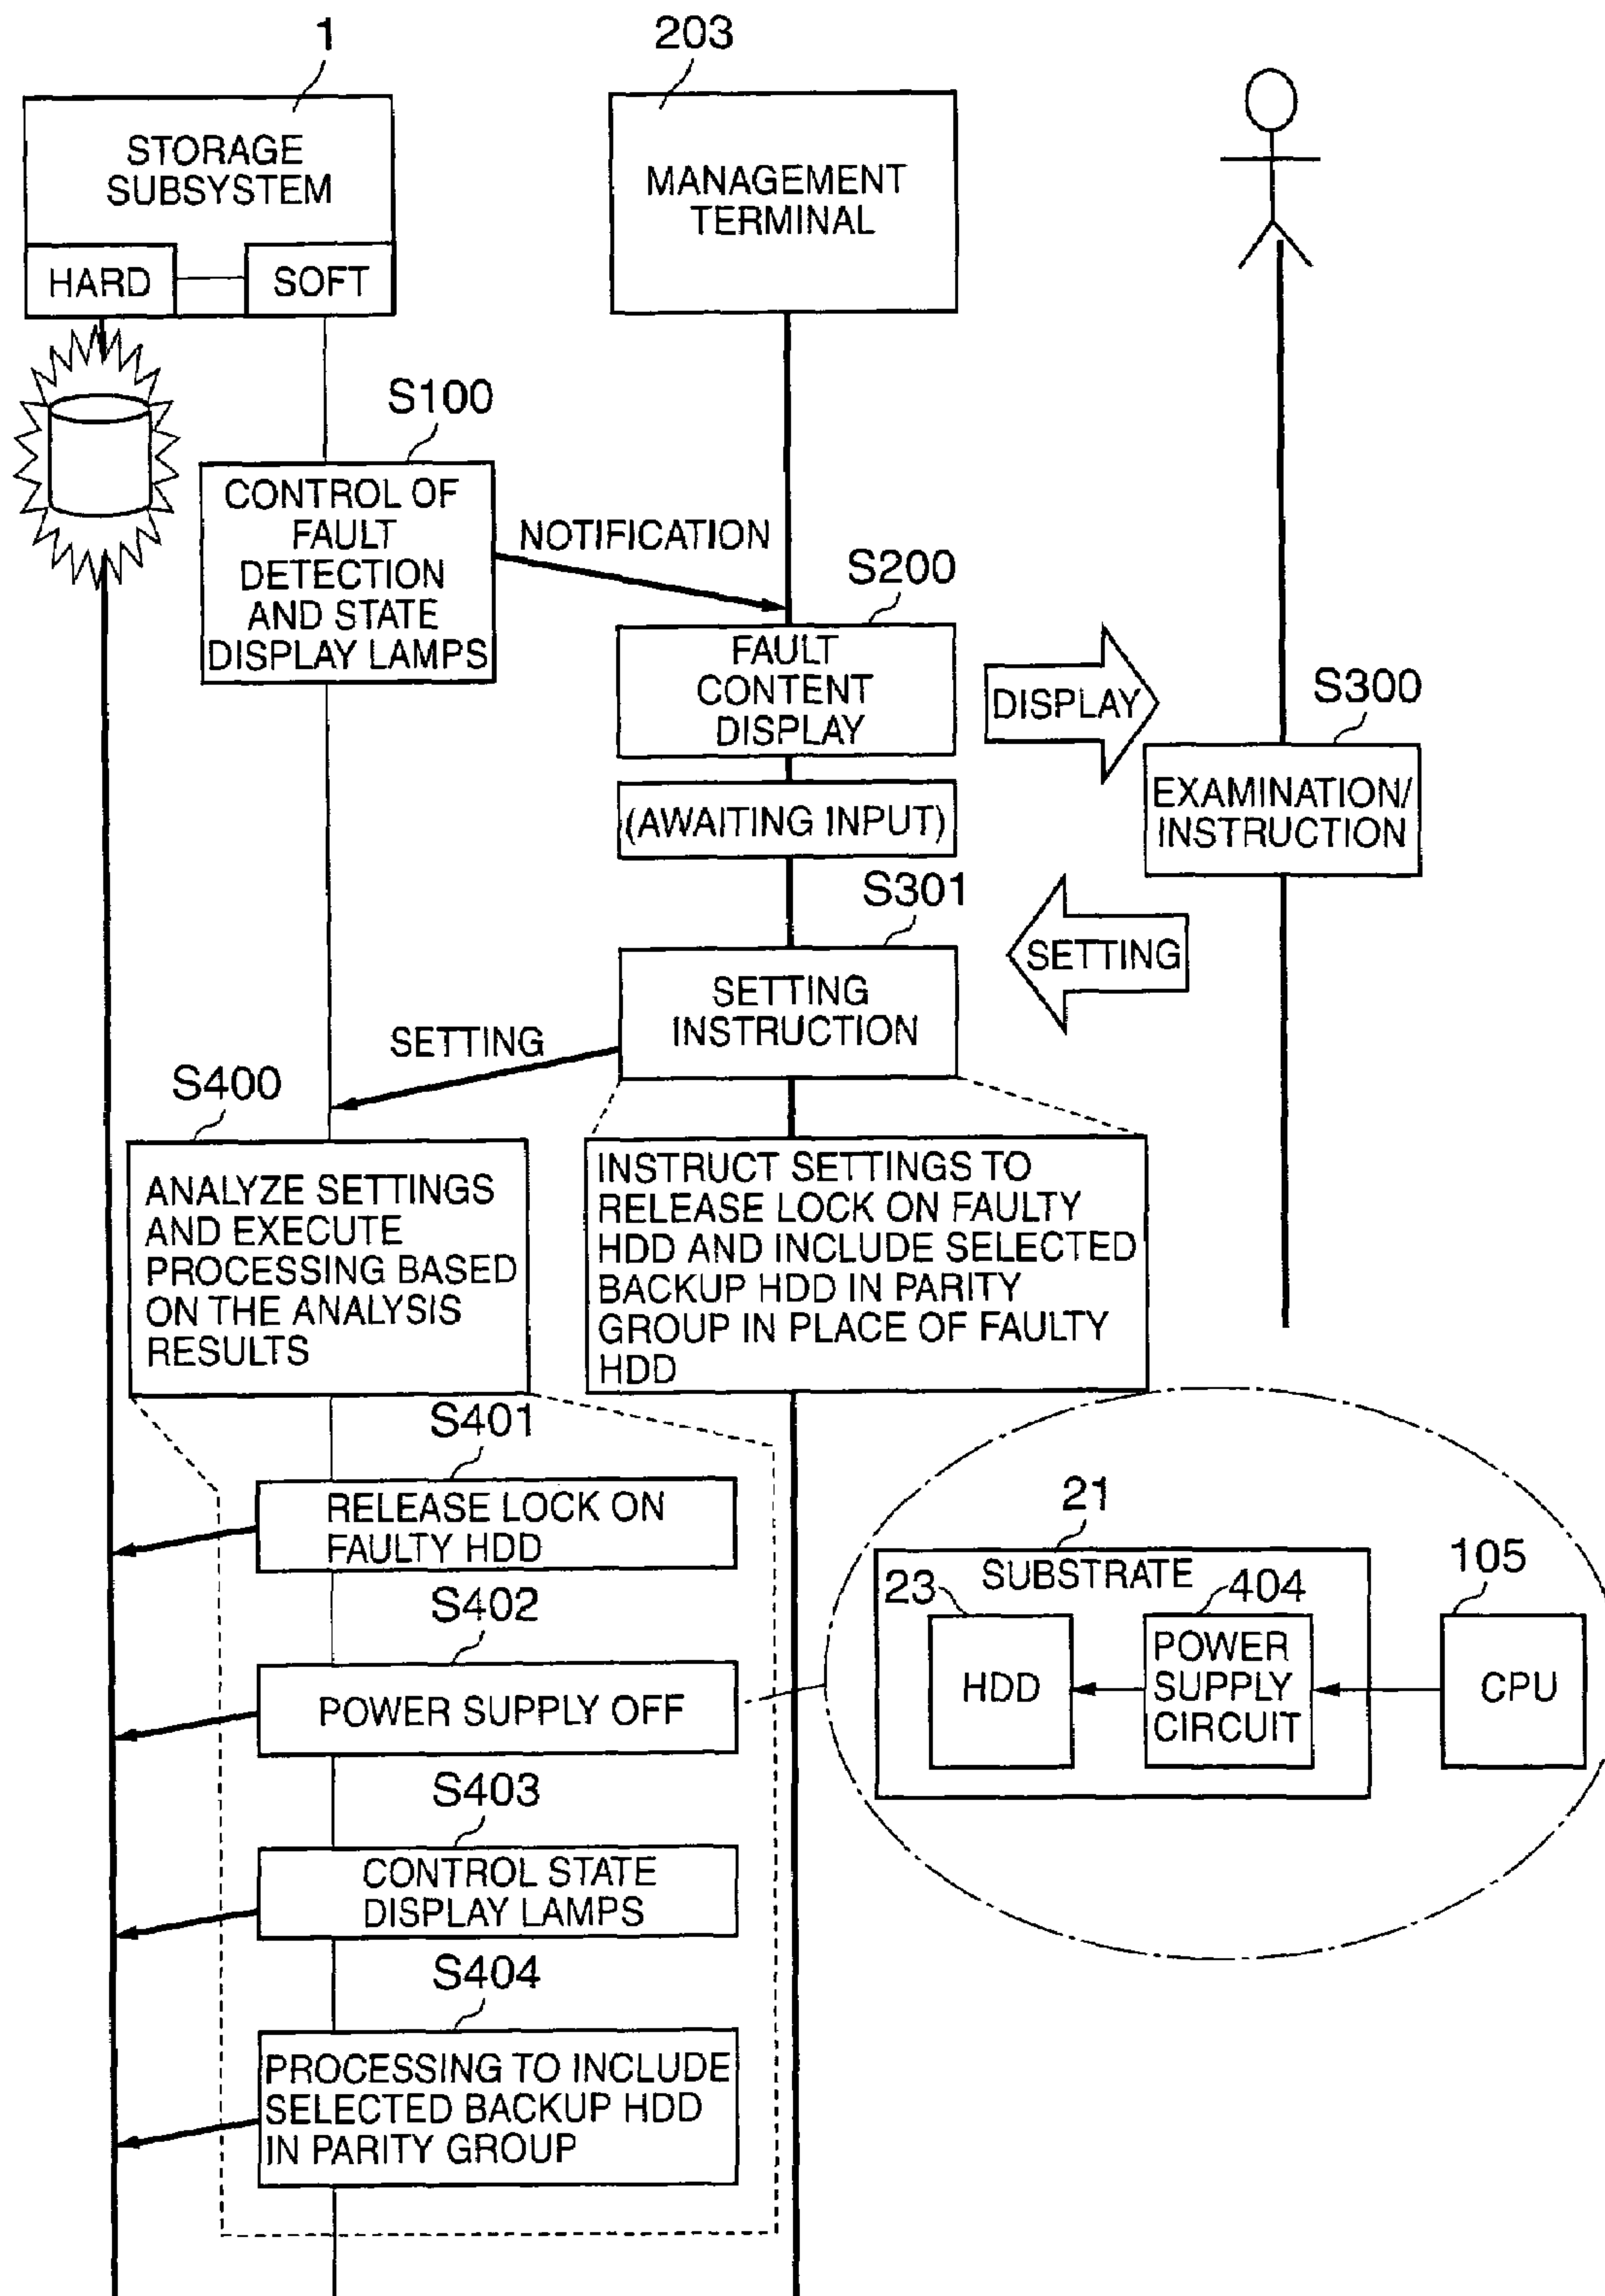 1
203
STORAGE
SUBSYSTEM
HARD
SOFT
MANAGEMENT
TERMINAL
S100
CONTROL OF
FAULT
DETECTION
AND STATE
DISPLAY LAMPS
NOTIFICATION
S200
FAULT
CONTENT
DISPLAY
DISPLAY
S300
EXAMINATION/
INSTRUCTION
(AWAITING INPUT)
S301
SETTING
SETTING
INSTRUCTION
SETTING
S400
ANALYZE SETTINGS
AND EXECUTE
PROCESSING BASED
ON THE ANALYSIS
RESULTS
INSTRUCT SETTINGS TO
RELEASE LOCK ON FAULTY
HDD AND INCLUDE SELECTED
BACKUP HDD IN PARITY
GROUP IN PLACE OF FAULTY
HDD
S401
RELEASE LOCK ON
FAULTY HDD
S402
POWER SUPPLY OFF
21
SUBSTRATE
23
404
105
HDD
POWER
SUPPLY
CIRCUIT
CPU
S403
CONTROL STATE
DISPLAY LAMPS
S404
PROCESSING TO INCLUDE
SELECTED BACKUP HDD
IN PARITY GROUP